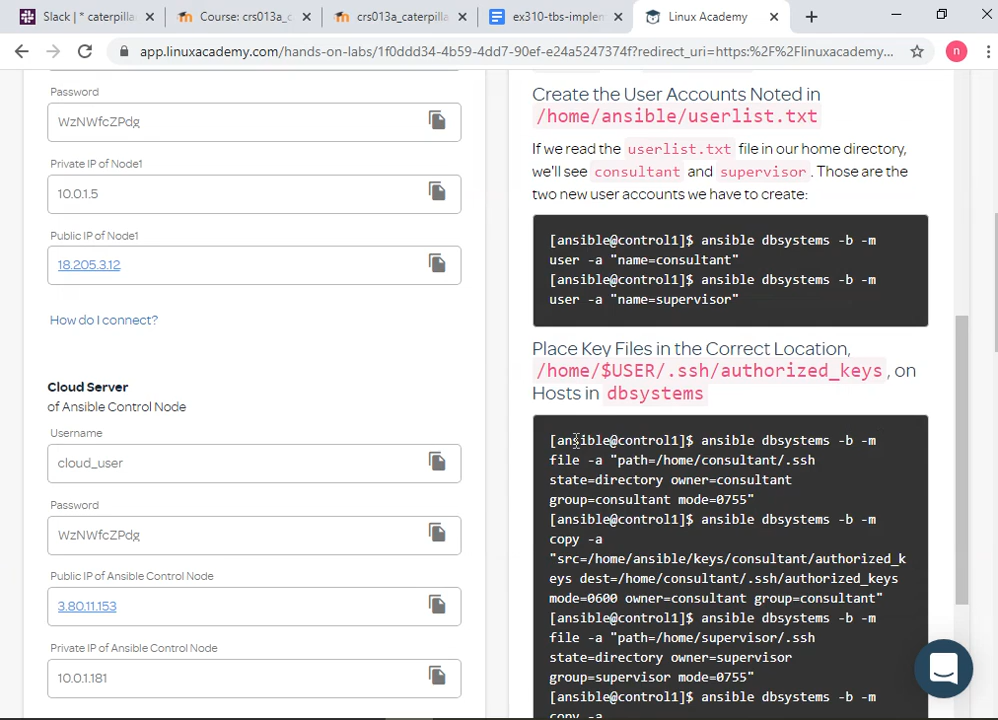 Slack | * caterpilla
Course: crs013a_c
crs013a_caterpilla
ex310-tbs-implem
Linux Academy
app.linuxacademy.com/hands-on-labs/1f0ddd34-4b59-4dd7-90ef-e24a5247374f?redirect_uri=https:%2F%2Flinuxacademy...
n
Password
WzNWfcZPdg
Private IP of Node1
10.0.1.5
Public IP of Node1
18.205.3.12
How do I connect?
Cloud Server
of Ansible Control Node
Username
cloud_user
Password
WzNWfcZPdg
Public IP of Ansible Control Node
3.80.11.153
Private IP of Ansible Control Node
10.0.1.181
Create the User Accounts Noted in
/home/ansible/userlist.txt
If we read the userlist.txt file in our home directory,
we'll see consultant and supervisor. Those are the
two new user accounts we have to create:
[ansible@control1]$ ansible dbsystems -b -m
user -a "name=consultant"
[ansible@control1]$ ansible dbsystems -b -m
user -a "name=supervisor"
Place Key Files in the Correct Location,
/home/$USER/.ssh/authorized_keys, on
Hosts in dbsystems
[ansible@control1]$ ansible dbsystems -b -m
file -a "path=/home/consultant/.ssh
state=directory owner=consultant
group=consultant mode=0755"
[ansible@control1]$ ansible dbsystems -b -m
copy -a
"src=/home/ansible/keys/consultant/authorized_k
eys dest=/home/consultant/.ssh/authorized_keys
mode=0600 owner=consultant group=consultant"
[ansible@control1]$ ansible dbsystems -b -m
file -a "path=/home/supervisor/.ssh
state=directory owner=supervisor
group=supervisor mode=0755"
[ansible@control1]$ ansible dbsystems -b -m
copy -a